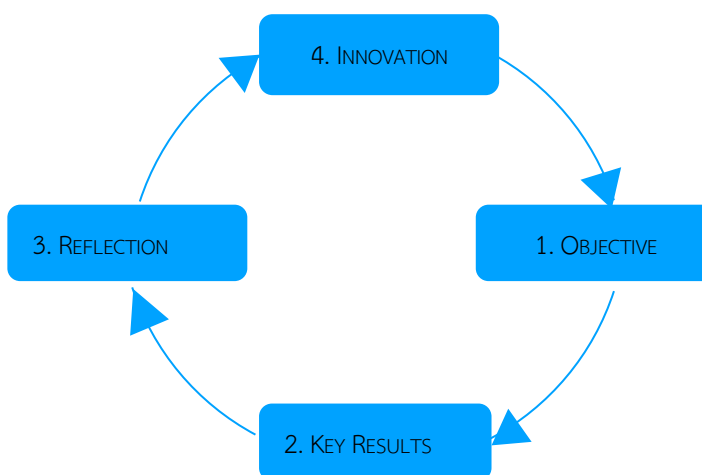 4. INNOVATION
3. REFLECTION
1. OBJECTIVE
2. KEY RESULTS